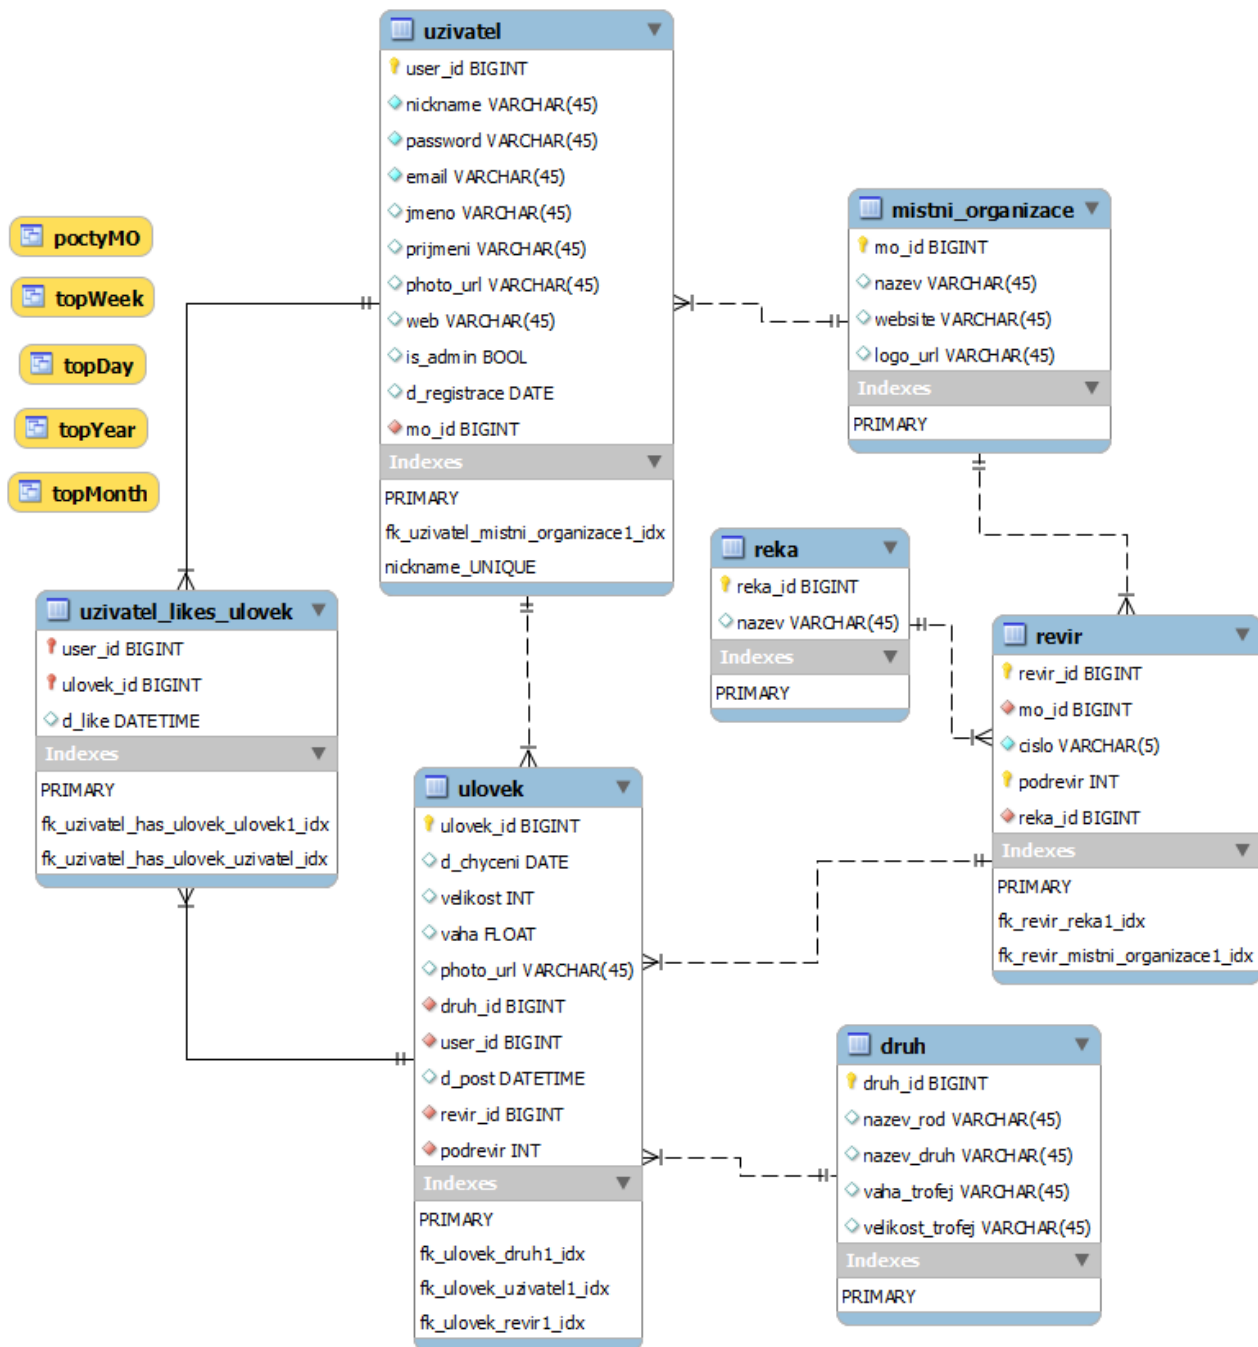 poctyMO
topWeek
topDay
topYear
topMonth
uzivatel
user_id BIGINT
nickname VARCHAR(45)
password VARCHAR(45)
email VARCHAR(45)
jmeno VARCHAR(45)
prijmeni VARCHAR(45)
photo_url VARCHAR(45)
web VARCHAR(45)
is_admin BOOL
d_registrace DATE
mo_id BIGINT
Indexes
PRIMARY
fk_uzivatel_mistni_organizace1_idx
nickname_UNIQUE
mistni_organizace
mo_id BIGINT
nazev VARCHAR(45)
website VARCHAR(45)
logo_url VARCHAR(45)
Indexes
PRIMARY
reka
reka_id BIGINT
nazev VARCHAR(45)
Indexes
PRIMARY
uzivatel_likes_ulovek
user_id BIGINT
ulovek_id BIGINT
d_like DATETIME
Indexes
PRIMARY
fk_uzivatel_has_ulovek_ulovek1_idx
fk_uzivatel_has_ulovek_uzivatel_idx
revir
revir_id BIGINT
mo_id BIGINT
cislo VARCHAR(5)
podrevir INT
reka_id BIGINT
Indexes
PRIMARY
fk_revir_reka1_idx
fk_revir_mistni_organizace1_idx
ulovek
ulovek_id BIGINT
d_chyceni DATE
velikost INT
vaha FLOAT
photo_url VARCHAR(45)
druh_id BIGINT
user_id BIGINT
d_post DATETIME
revir_id BIGINT
podrevir INT
Indexes
PRIMARY
fk_ulovek_druh1_idx
fk_ulovek_uzivatel1_idx
fk_ulovek_revir1_idx
druh
druh_id BIGINT
nazev_rod VARCHAR(45)
nazev_druh VARCHAR(45)
vaha_trofej VARCHAR(45)
velikost_trofej VARCHAR(45)
Indexes
PRIMARY